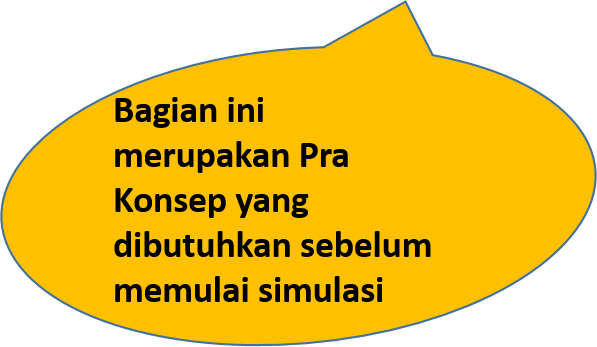 Bagian ini
merupakan Pra
Konsep yang
dibutuhkan sebelum
memulai simulasi